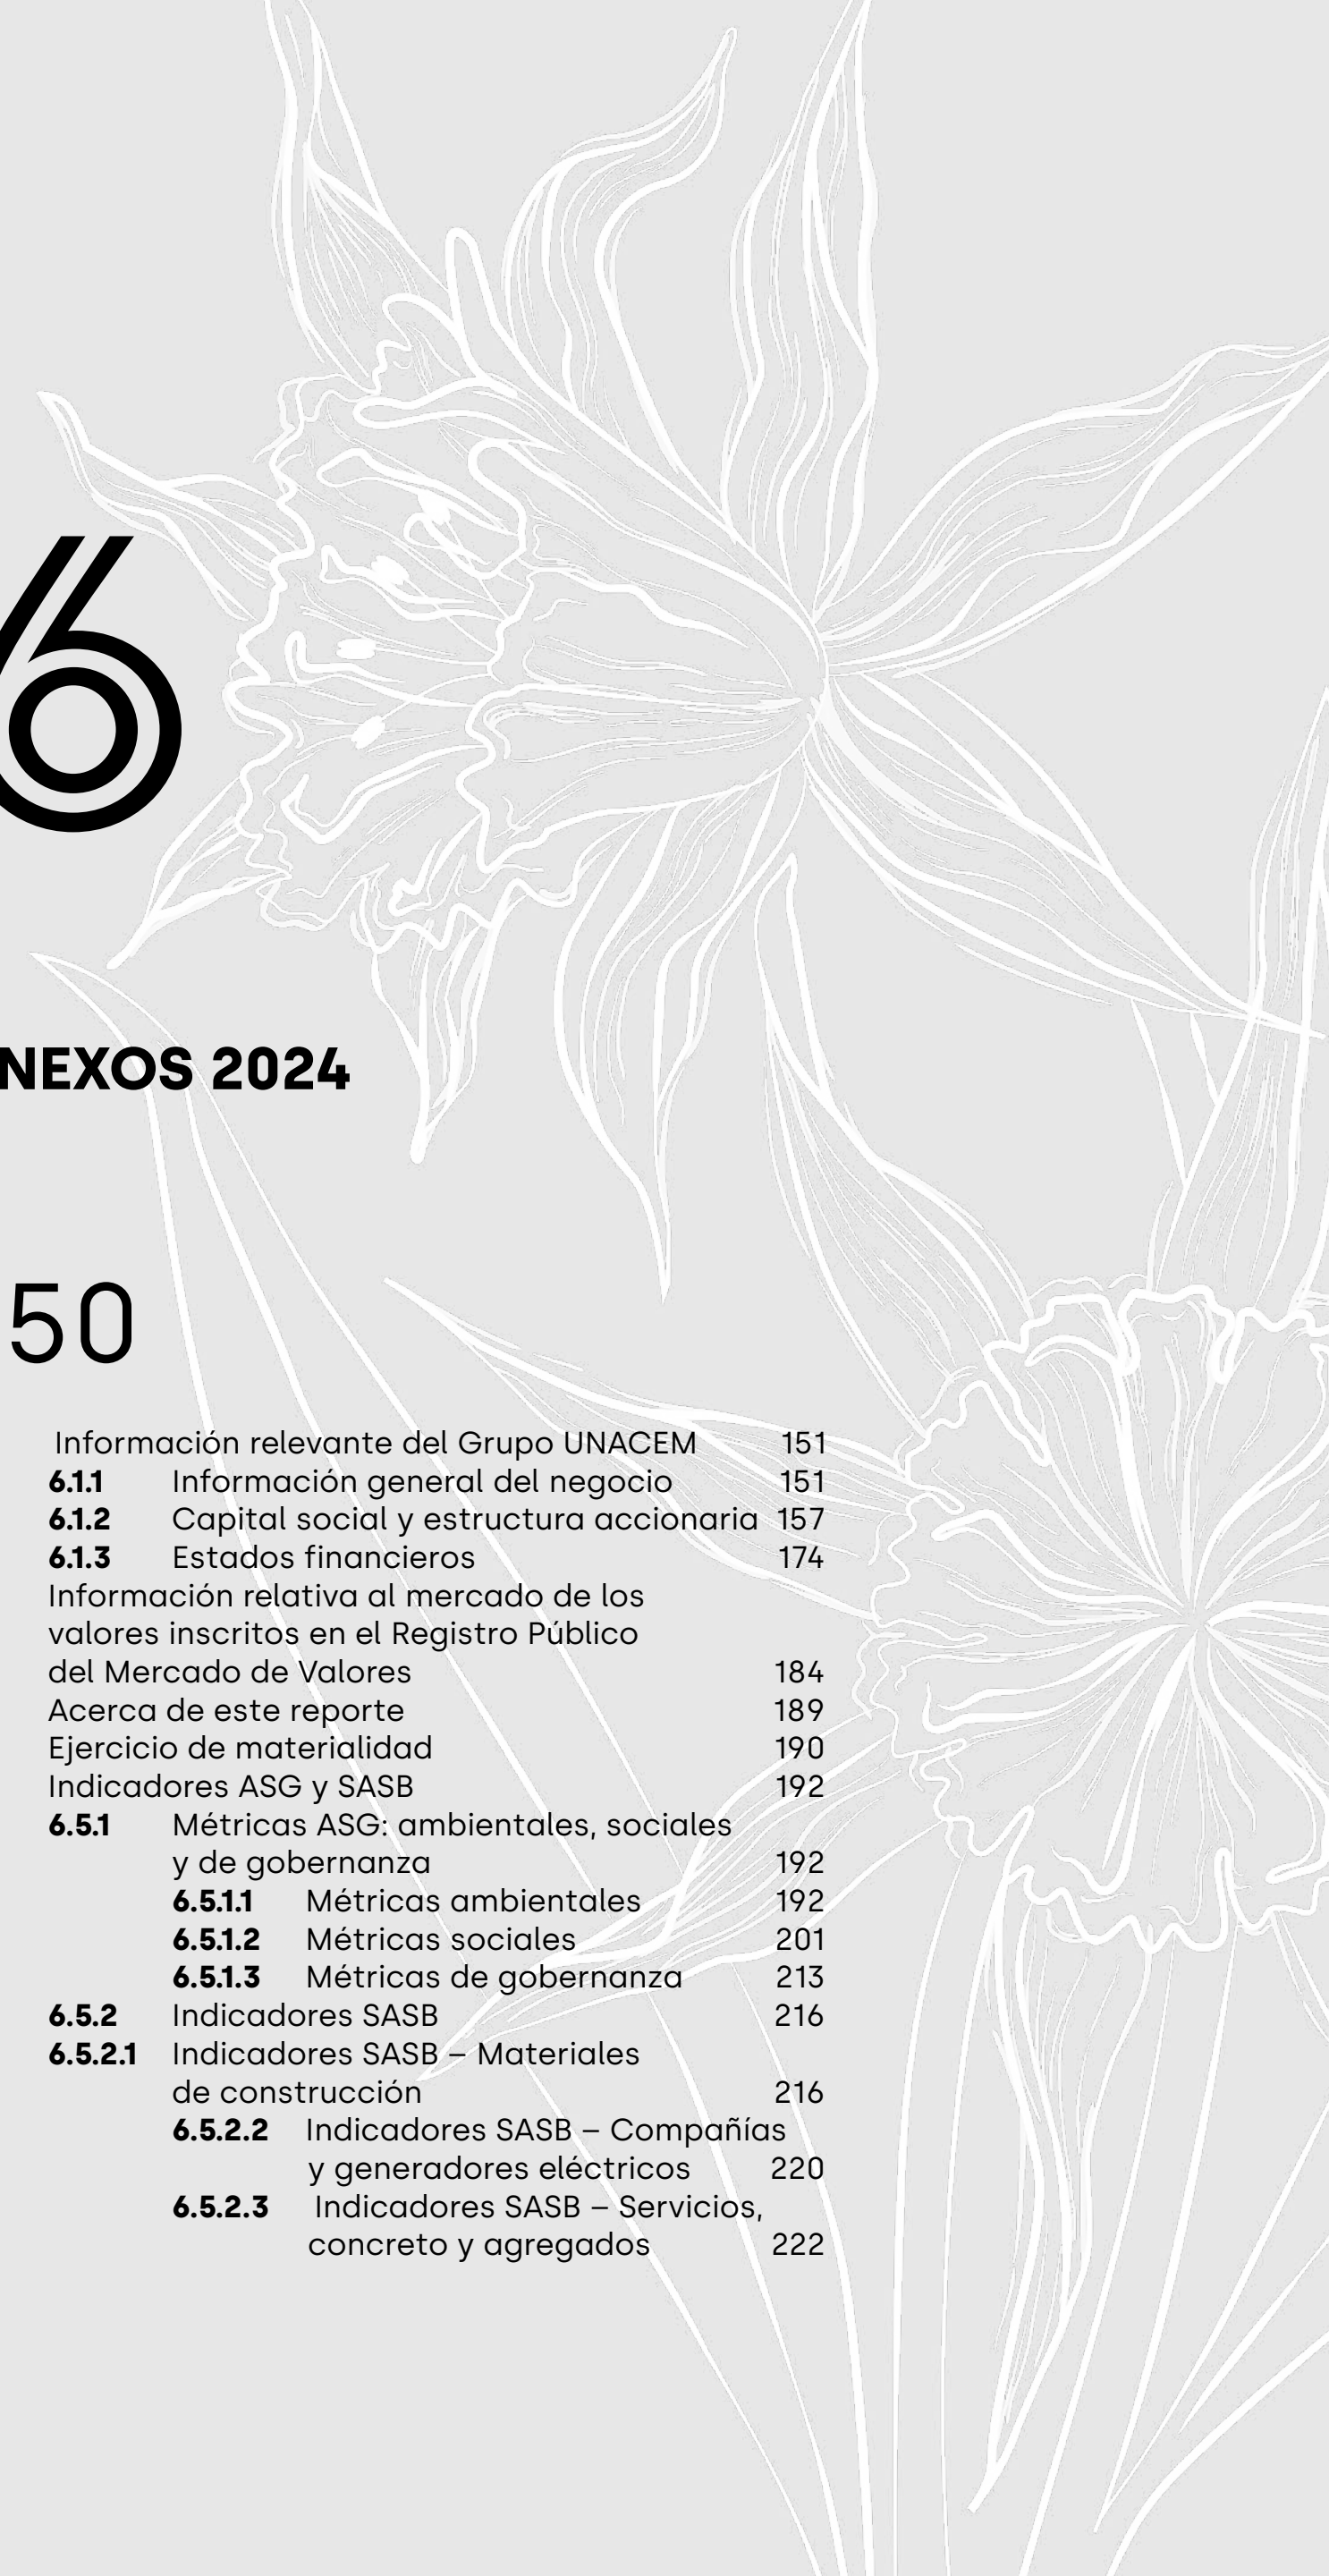 6
NEXOS 2024
50
Información relevante del Grupo UNACEM 151
6.1.1 Información general del negocio 151
6.1.2 Capital social y estructura accionaria 157
6.1.3 Estados financieros 174
Información relativa al mercado de los
valores inscritos en el Registro Público
del Mercado de Valores 184
Acerca de este reporte 189
Ejercicio de materialidad 190
Indicadores ASG y SASB 192
6.5.1 Métricas ASG: ambientales, sociales
y de gobernanza 192
6.5.1.1 Métricas ambientales 192
6.5.1.2 Métricas sociales 201
6.5.1.3 Métricas de gobernanza 213
6.5.2 Indicadores SASB 216
6.5.2.1 Indicadores SASB – Materiales
de construcción 216
6.5.2.2 Indicadores SASB – Compañías
y generadores eléctricos 220
6.5.2.3 Indicadores SASB – Servicios,
concreto y agregados 222